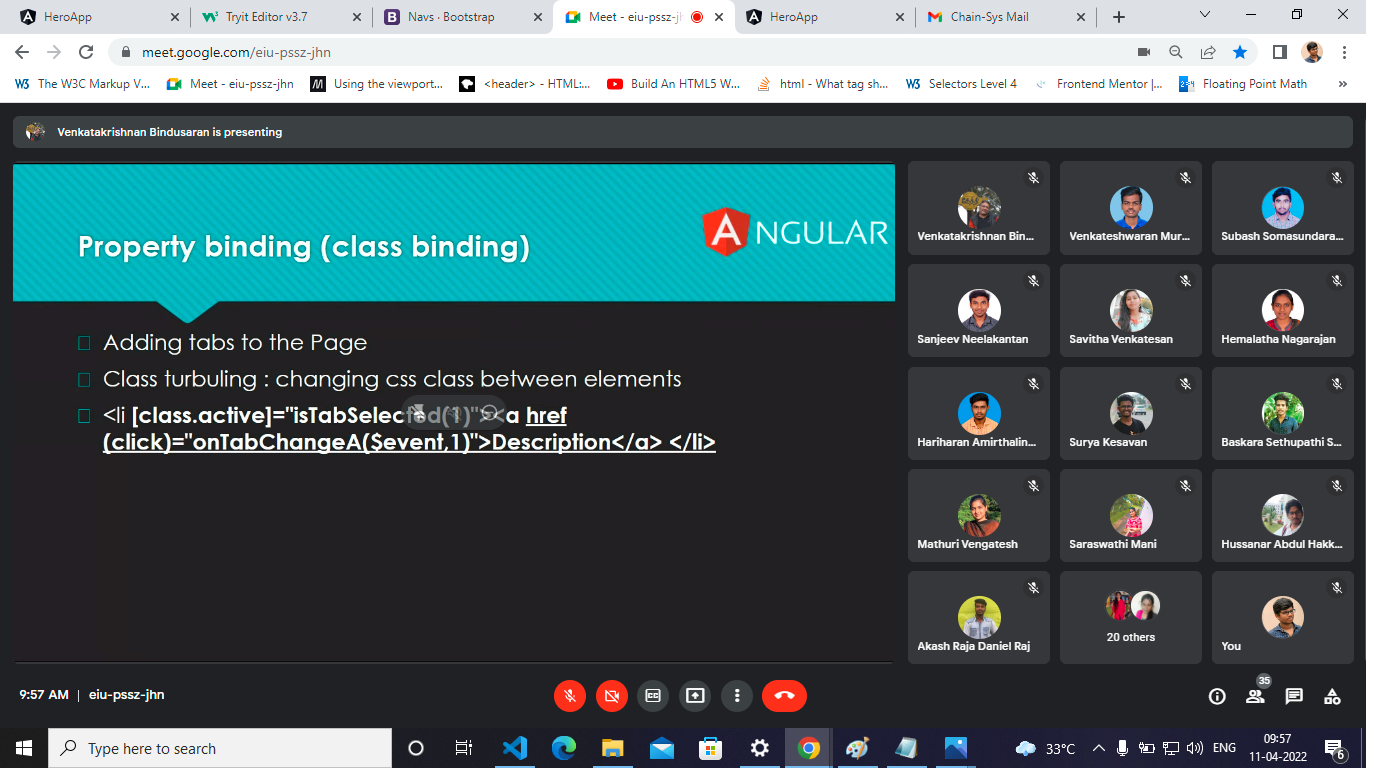 HeroApp
Tryit Editor v3.7
Navs · Bootstrap
Meet - eiu-pssz-jh
HeroApp
Chain-Sys Mail
meet.google.com/eiu-pssz-jhn
The W3C Markup V...
Meet - eiu-pssz-jhn
Using the viewport...
<header> - HTML:...
Build An HTML5 W...
html - What tag sh...
Selectors Level 4
Frontend Mentor |...
Floating Point Math
»
Venkatakrishnan Bindusaran is presenting
Property binding (class binding)
ANGULAR
Adding tabs to the Page
Class turbuling : changing css class between elements
<li [class.active]="isTabSelected(1)"><a href
(click)="onTabChangeA($event,1)">Description</a> </li>
Venkatakrishnan Bin...
Venkateshwaran Mur...
Subash Somasundara...
Sanjeev Neelakantan
Savitha Venkatesan
Hemalatha Nagarajan
Hariharan Amirthalin...
Surya Kesavan
Baskara Sethupathi S...
Mathuri Vengatesh
Saraswathi Mani
Hussanar Abdul Hakk...
Akash Raja Daniel Raj
20 others
You
9:57 AM | eiu-pssz-jhn
35
Type here to search
33°C
ENG
09:57
11-04-2022
6